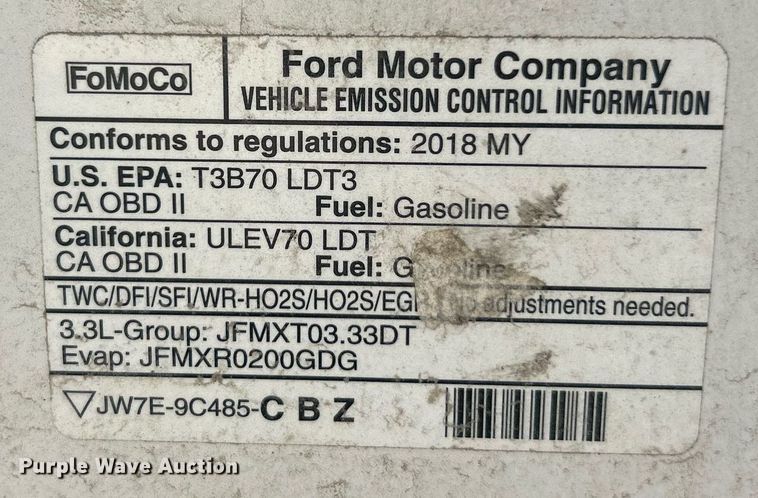 FoMoCo
Ford Motor Company
VEHICLE EMISSION CONTROL INFORMATION
Conforms to regulations: 2018 MY
U.S. EPA: T3B70 LDT3
CA OBD II Fuel: Gasoline
California: ULEV70 LDT
CA OBD II Fuel: Gasoline
TWC/DFI/SFI/WR-HO2S/HO2S/EG adjustments needed.
3.3L-Group: JFMXT03.33DT
Evap: JFMXR0200GDG
▽JW7E-9C485-C B Z
Purple Wave Auction